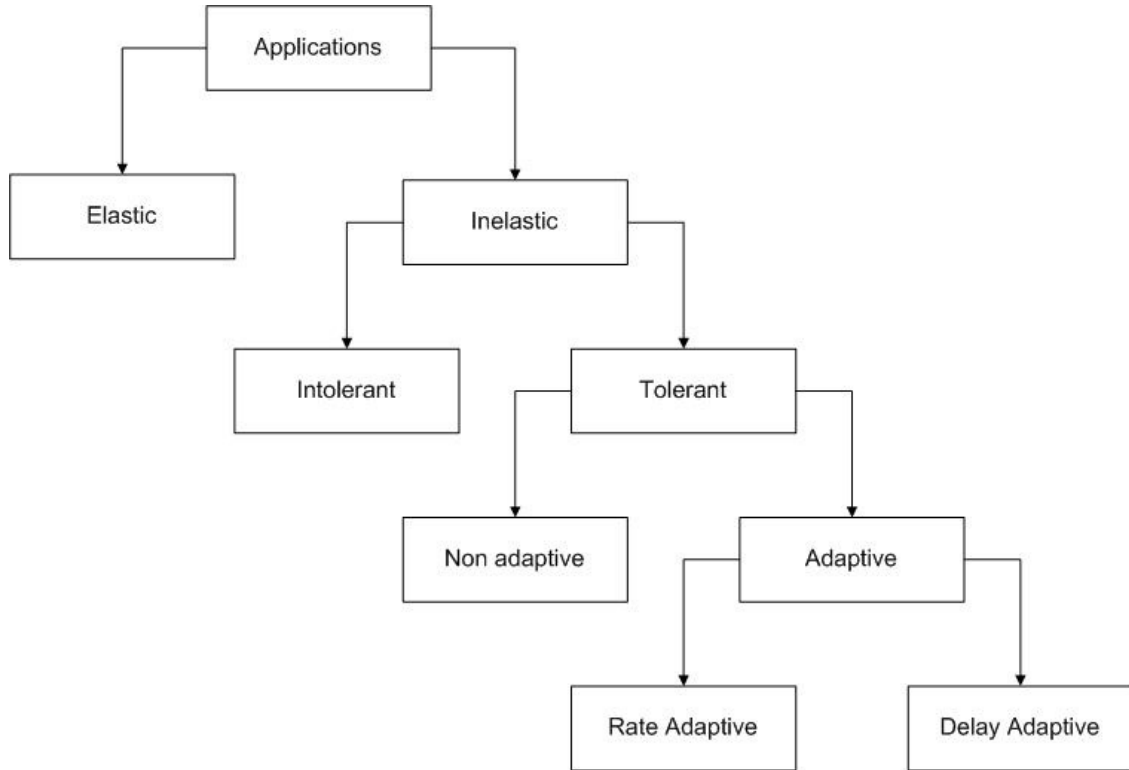 Applications
Elastic
Inelastic
Intolerant
Tolerant
Non adaptive
Adaptive
Rate Adaptive
Delay Adaptive